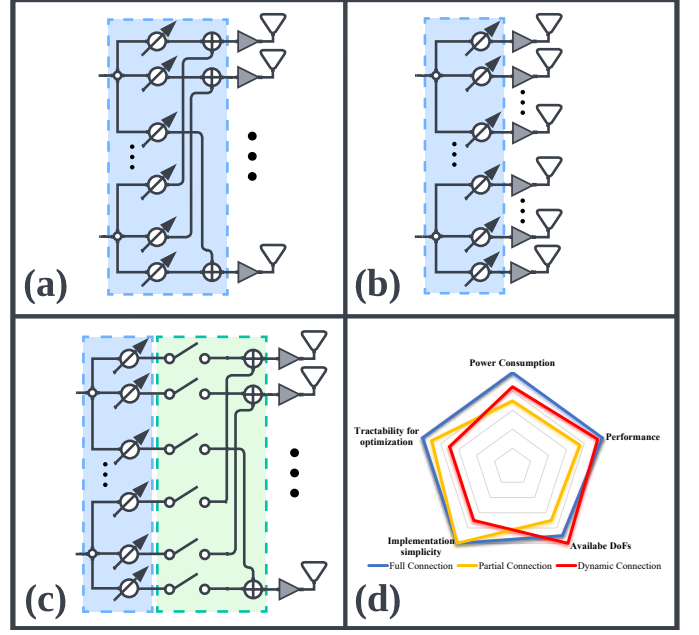 (a)
(b)
(c)
Power Consumption
Tractability for
optimization
Performance
Implementation
simplicity
Availabe DoFs
Full Connection
Partial Connection
Dynamic Connection
(d)